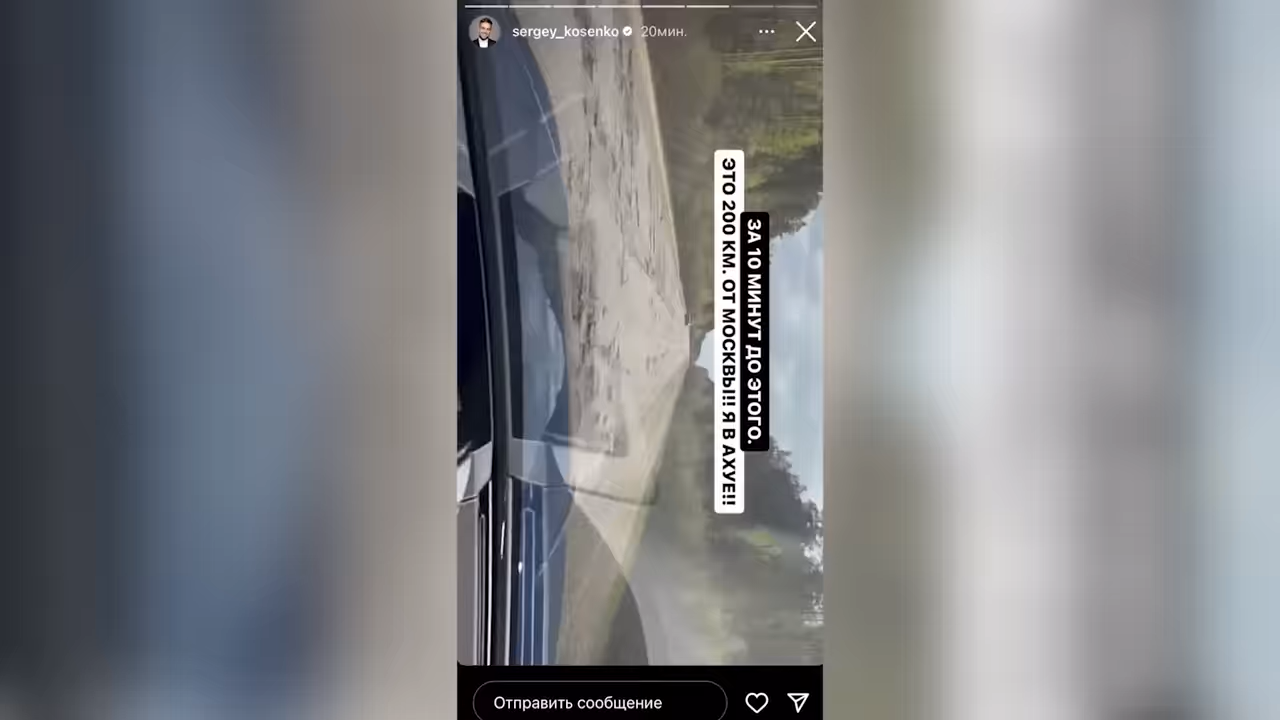 sergey_kosenko 20мин.
ЗА 10 МИНУТ ДО ЭТОГО.
ЭТО 200 КМ. ОТ МОСКВЫ!! Я В АХУЕ!!
Отправить сообщение